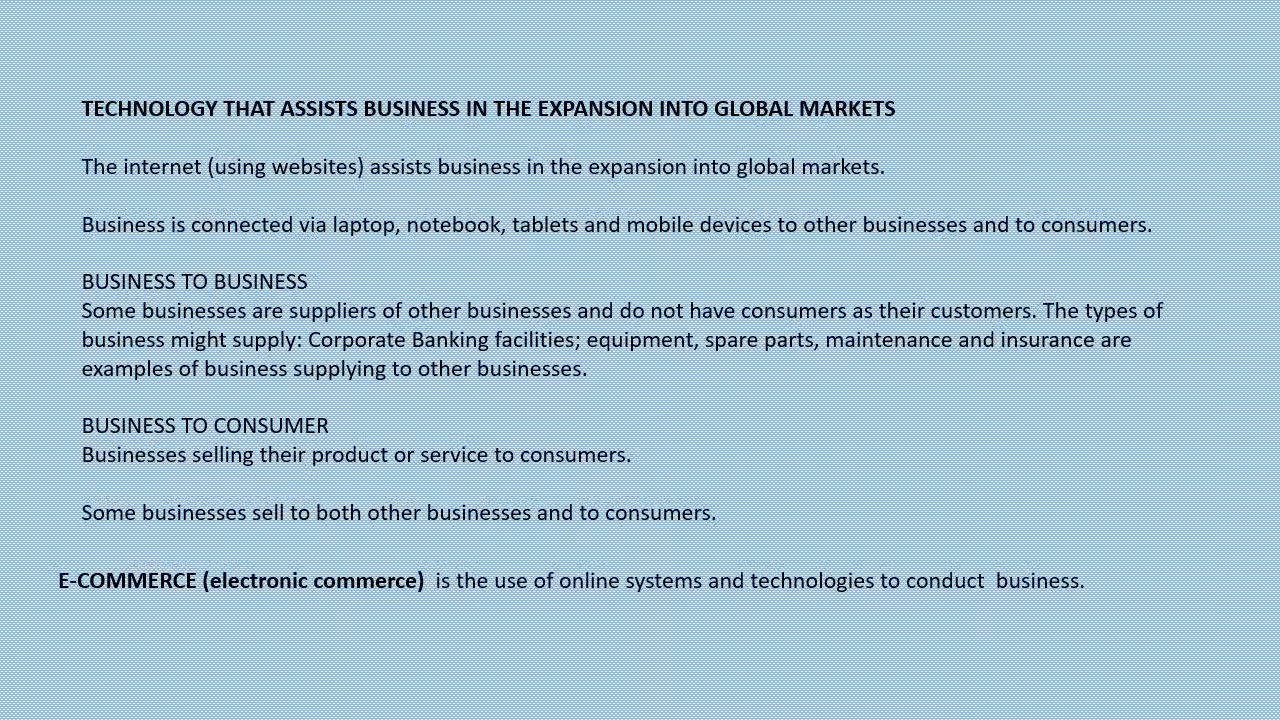 TECHNOLOGY THAT ASSISTS BUSINESS IN THE EXPANSION INTO GLOBAL MARKETS
The internet (using websites) assists business in the expansion into global markets.
Business is connected via laptop, notebook, tablets and mobile devices to other businesses and to consumers.
BUSINESS TO BUSINESS
Some businesses are suppliers of other businesses and do not have consumers as their customers. The types of
business might supply: Corporate Banking facilities; equipment, spare parts, maintenance and insurance are
examples of business supplying to other businesses.
BUSINESS TO CONSUMER
Businesses selling their product or service to consumers.
Some businesses sell to both other businesses and to consumers.
E-COMMERCE (electronic commerce)  is the use of online systems and technologies to conduct  business.